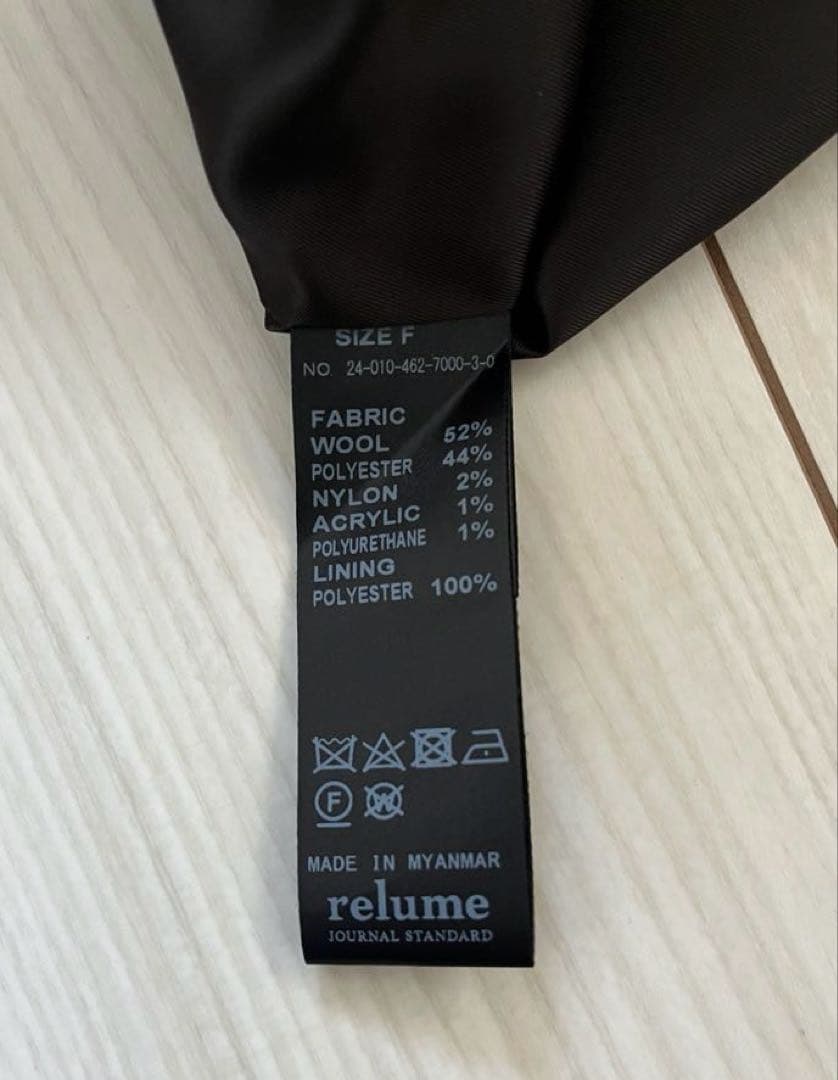 SIZE F
NO. 24-010-462-7000-3-0
FABRIC
WOOL 52%
POLYESTER 44%
NYLON 2%
ACRYLIC 1%
POLYURETHANE 1%
LINING
POLYESTER 100%
F W
MADE IN MYANMAR
relume
JOURNAL STANDARD